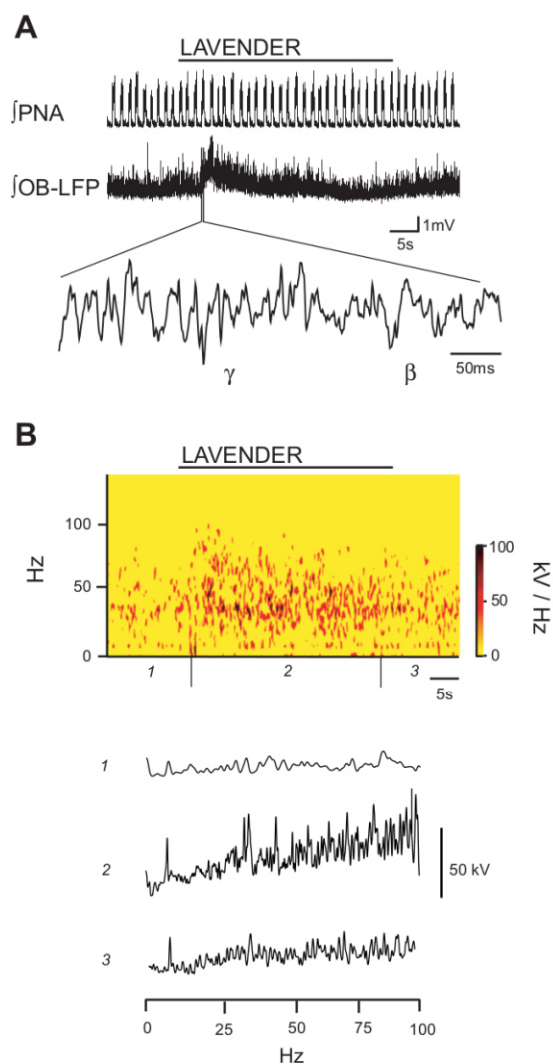 A
LAVENDER
∫PNA
∫OB-LFP
1mV
5s
γ
β
50ms
B
LAVENDER
100
50
0
Hz
100
50
0
kV / Hz
1
2
3
5s
1
2
50 kV
3
0
25
50
75
100
Hz